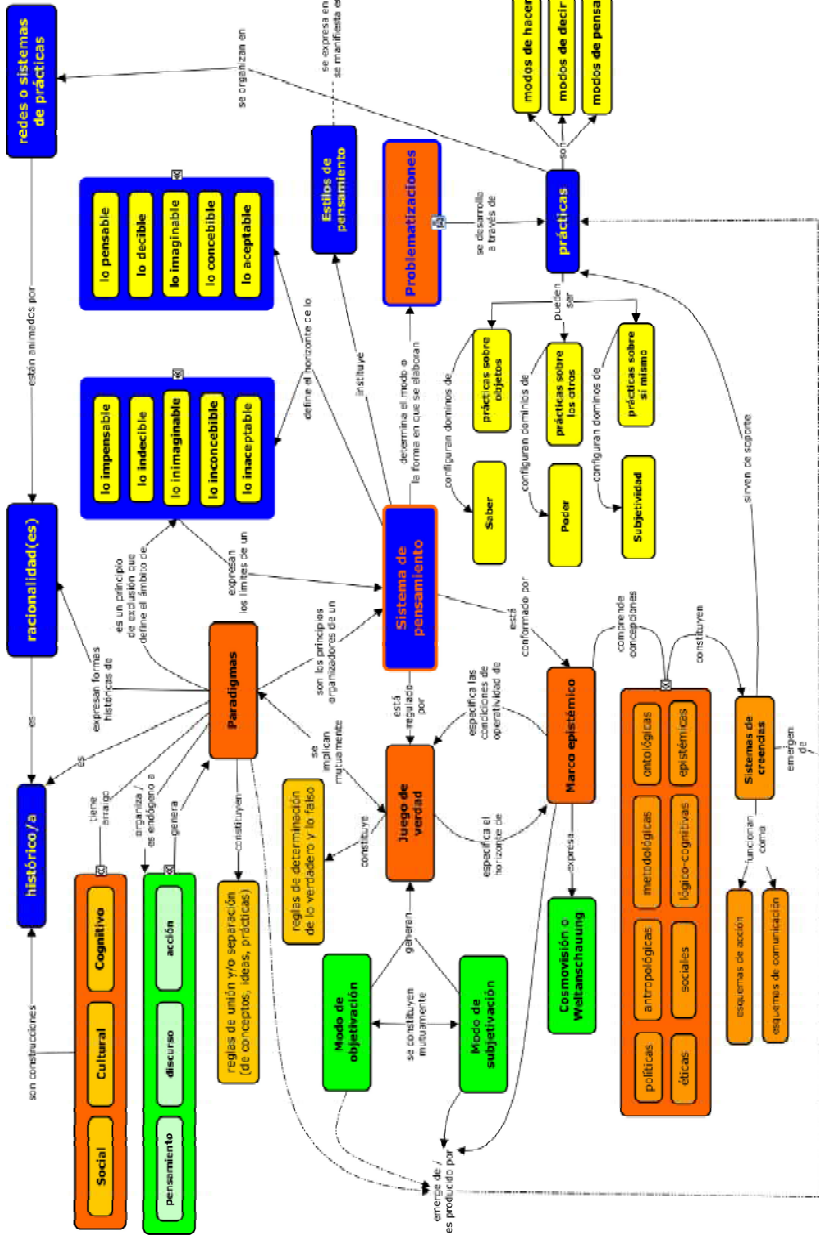 redes o sistemas
de prácticas
racionalidad(es)
histórico/a
están animados por
es
se organizan en
son construcciones
Social
Cultural
Cognitivo
pensamiento
discurso
acción
tiene
arraigo
organiza /
es endógeno a
genera
es
expresan formas
históricas de
es un principio
de exclusión que
define el ámbito de
lo impensable
lo indecible
lo inimaginable
lo inconcebible
lo inaceptable
lo pensable
lo decible
lo imaginable
lo concebible
lo aceptable
define el horizonte de lo
expresan
los límites de un
Paradigmas
constituyen
reglas de unión y/o separación
(de conceptos, ideas, prácticas)
se
implican
mutuamente
son los principios
organizadores de un
Sistema de
pensamiento
instituye
Estilos de
pensamiento
se expresa en
se manifiesta
determina el modo o
la forma en que se elaboran
Problematizaciones
se desarrolla
a través de
prácticas
son
modos de hacer
modos de decir
modos de pensa
pueden
ser
prácticas sobre
objetos
prácticas sobre
los otros
prácticas sobre
sí mismo
configuran dominios de
configuran dominios de
configuran dominios de
Saber
Poder
Subjetividad
está
regulado
por
Juego de
verdad
constituye
reglas de determinación
de lo verdadero y lo falso
generan
Modo de
objetivación
se constituyen
mutuamente
Modo de
subjetivación
emerge de /
es producido por
especifica las
condiciones de
operatividad de
especifica el
horizonte de
está
conformado por
Marco epistémico
expresa
Cosmovisión o
Weltanschauung
comprende
concepciones
políticas
antropológicas
metodológicas
ontológicas
éticas
sociales
lógico-cognitivas
epistémicas
constituyen
Sistemas de
creencias
sirven de soporte
funcionan
como
esquemas de acción
esquemas de comunicación
emergen
de